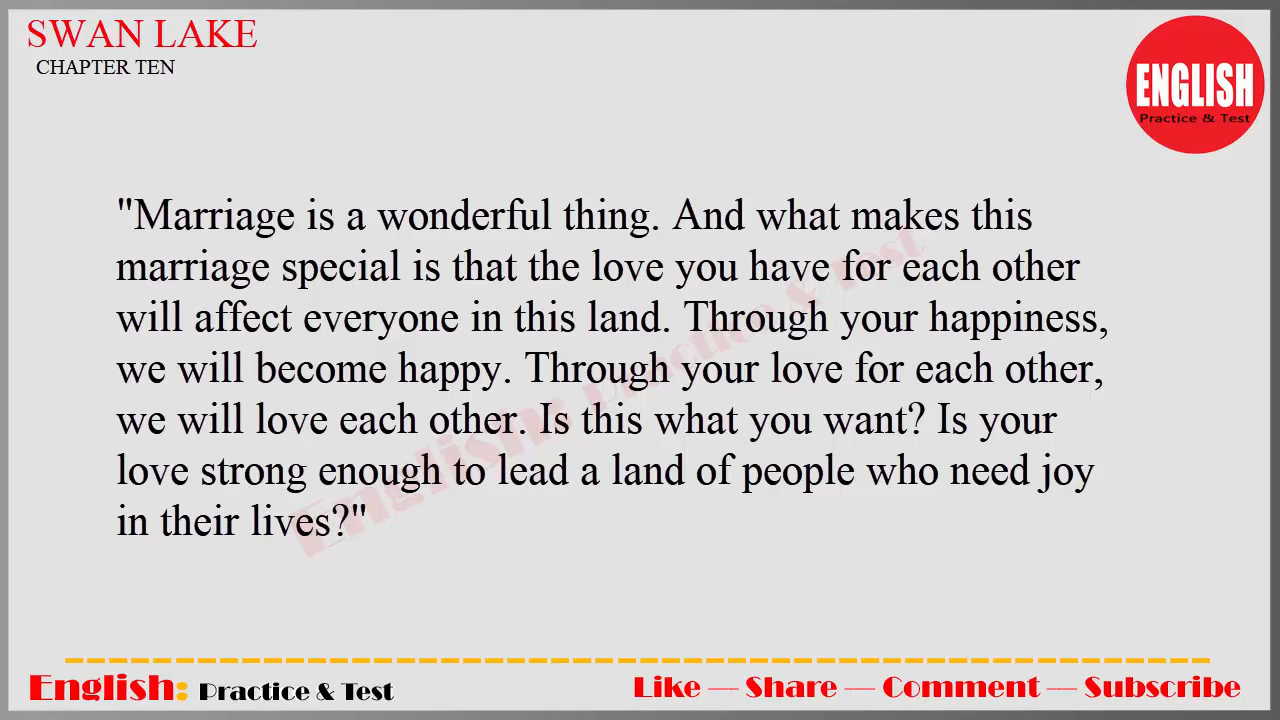 SWAN LAKE
CHAPTER TEN
ENGLISH
Practice & Test
"Marriage is a wonderful thing. And what makes this
marriage special is that the love you have for each other
will affect everyone in this land. Through your happiness,
we will become happy. Through your love for each other,
we will love each other. Is this what you want? Is your
love strong enough to lead a land of people who need joy
in their lives?"
English Practice & Test
English: Practice & Test
Like — Share — Comment — Subscribe